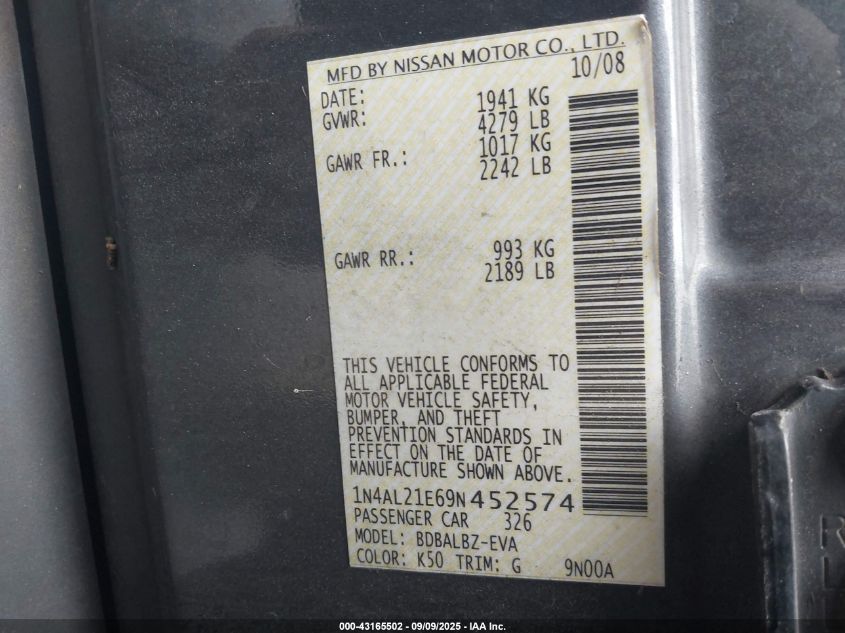 MFD BY NISSAN MOTOR CO., LTD.
DATE: 10/08
GVWR: 1941 KG
4279 LB
GAWR FR.: 1017 KG
2242 LB
GAWR RR.: 993 KG
2189 LB
THIS VEHICLE CONFORMS TO
ALL APPLICABLE FEDERAL
MOTOR VEHICLE SAFETY,
BUMPER, AND THEFT
PREVENTION STANDARDS IN
EFFECT ON THE DATE OF
MANUFACTURE SHOWN ABOVE.
1N4AL21E69N452574
PASSENGER CAR 326
MODEL: BDBALBZ-EVA
COLOR: K50 TRIM: G 9N00A
000-43165502 - 09/09/2025 - IAA Inc.